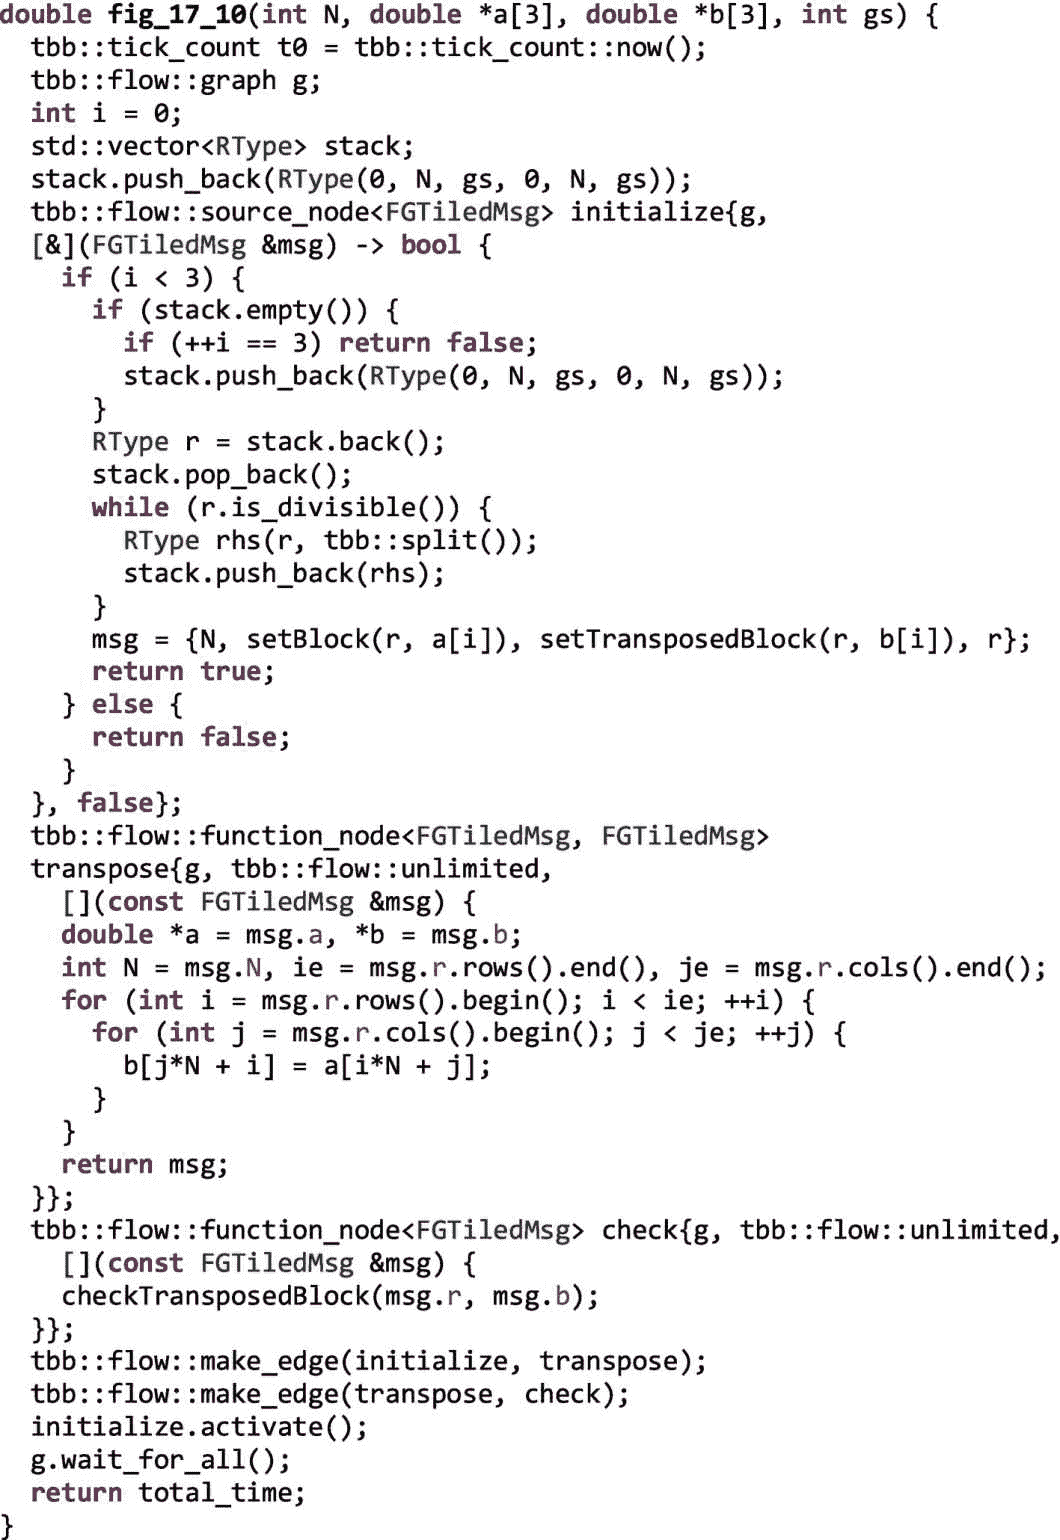 double fig_17_10(int N, double *a[3], double *b[3], int gs) {
  tbb::tick_count t0 = tbb::tick_count::now();
  tbb::flow::graph g;
  int i = 0;
  std::vector<RType> stack;
  stack.push_back(RType(0, N, gs, 0, N, gs));
  tbb::flow::source_node<FGTiledMsg> initialize{g,
  [&](FGTiledMsg &msg) -> bool {
    if (i < 3) {
      if (stack.empty()) {
        if (++i == 3) return false;
        stack.push_back(RType(0, N, gs, 0, N, gs));
      }
      RType r = stack.back();
      stack.pop_back();
      while (r.is_divisible()) {
        RType rhs(r, tbb::split());
        stack.push_back(rhs);
      }
      msg = {N, setBlock(r, a[i]), setTransposedBlock(r, b[i]), r};
      return true;
    } else {
      return false;
    }
  }, false};
  tbb::flow::function_node<FGTiledMsg, FGTiledMsg>
  transpose{g, tbb::flow::unlimited,
    [](const FGTiledMsg &msg) {
    double *a = msg.a, *b = msg.b;
    int N = msg.N, ie = msg.r.rows().end(), je = msg.r.cols().end();
    for (int i = msg.r.rows().begin(); i < ie; ++i) {
      for (int j = msg.r.cols().begin(); j < je; ++j) {
        b[j*N + i] = a[i*N + j];
      }
    }
    return msg;
  }};
  tbb::flow::function_node<FGTiledMsg> check{g, tbb::flow::unlimited,
    [](const FGTiledMsg &msg) {
    checkTransposedBlock(msg.r, msg.b);
  }};
  tbb::flow::make_edge(initialize, transpose);
  tbb::flow::make_edge(transpose, check);
  initialize.activate();
  g.wait_for_all();
  return total_time;
}